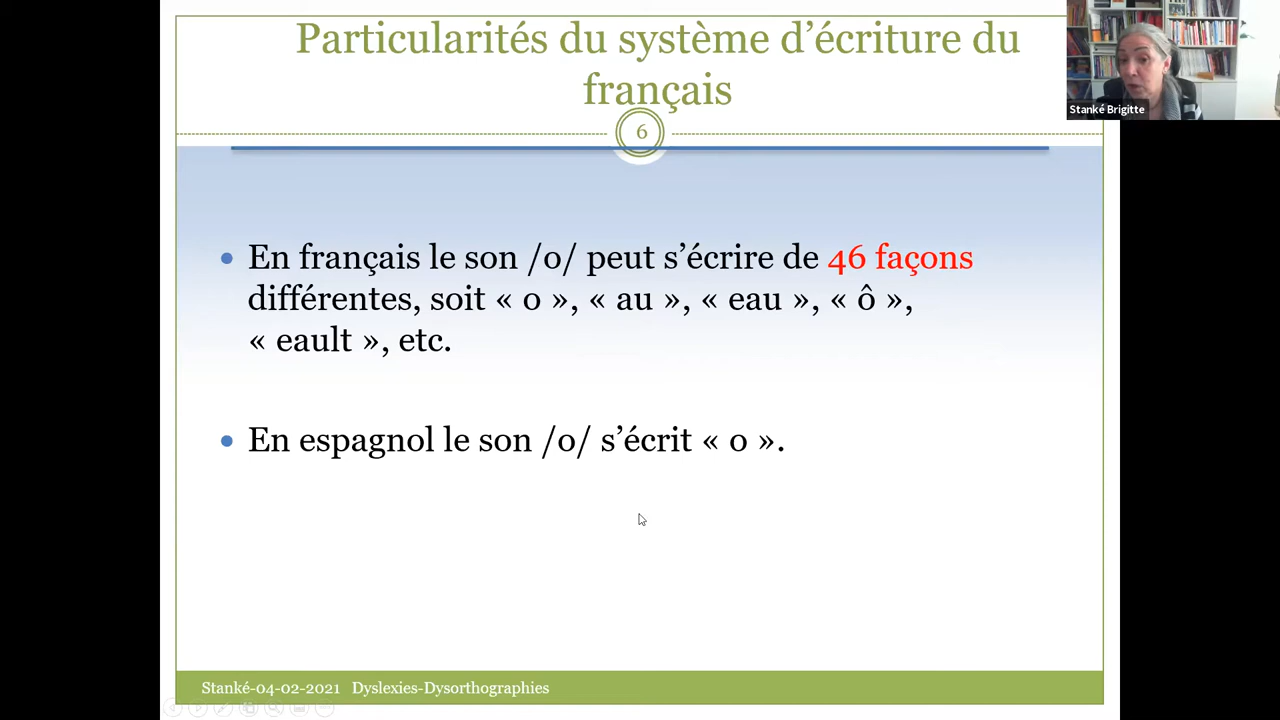 Particularités du système d’écriture du
français
Stanké Brigitte
6
• En français le son /o/ peut s’écrire de 46 façons
différentes, soit « o », « au », « eau », « ô »,
« eault », etc.
• En espagnol le son /o/ s’écrit « o ».
Stanké-04-02-2021 Dyslexies-Dysorthographies